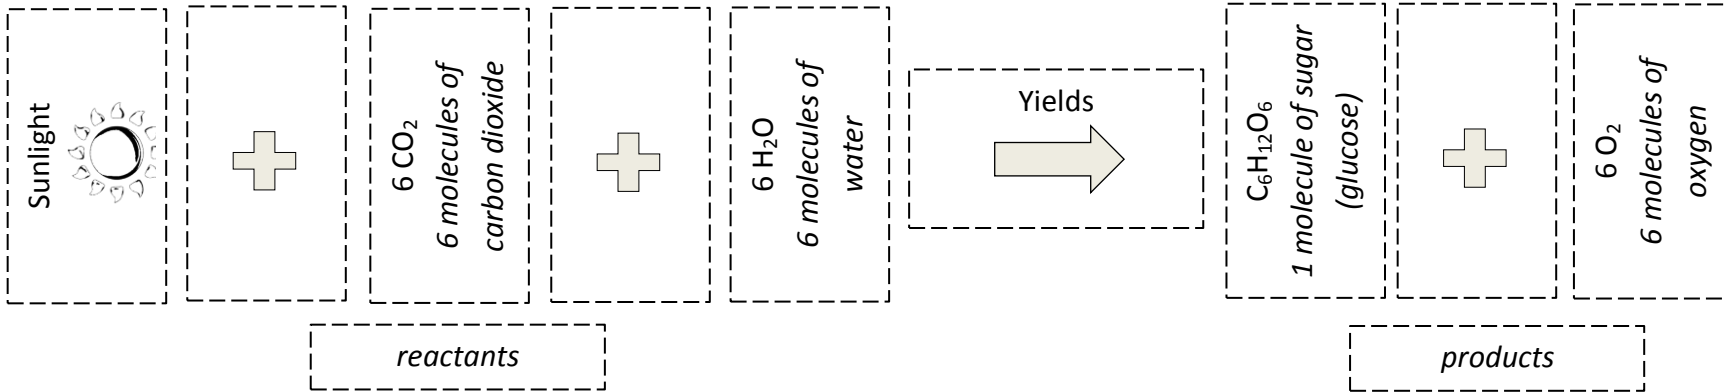 Sunlight
6 CO₂
6 molecules of
carbon dioxide
6 H₂O
6 molecules of
water
Yields
C₆H₁₂O₆
1 molecule of sugar
(glucose)
6 O₂
6 molecules of
oxygen
reactants
products